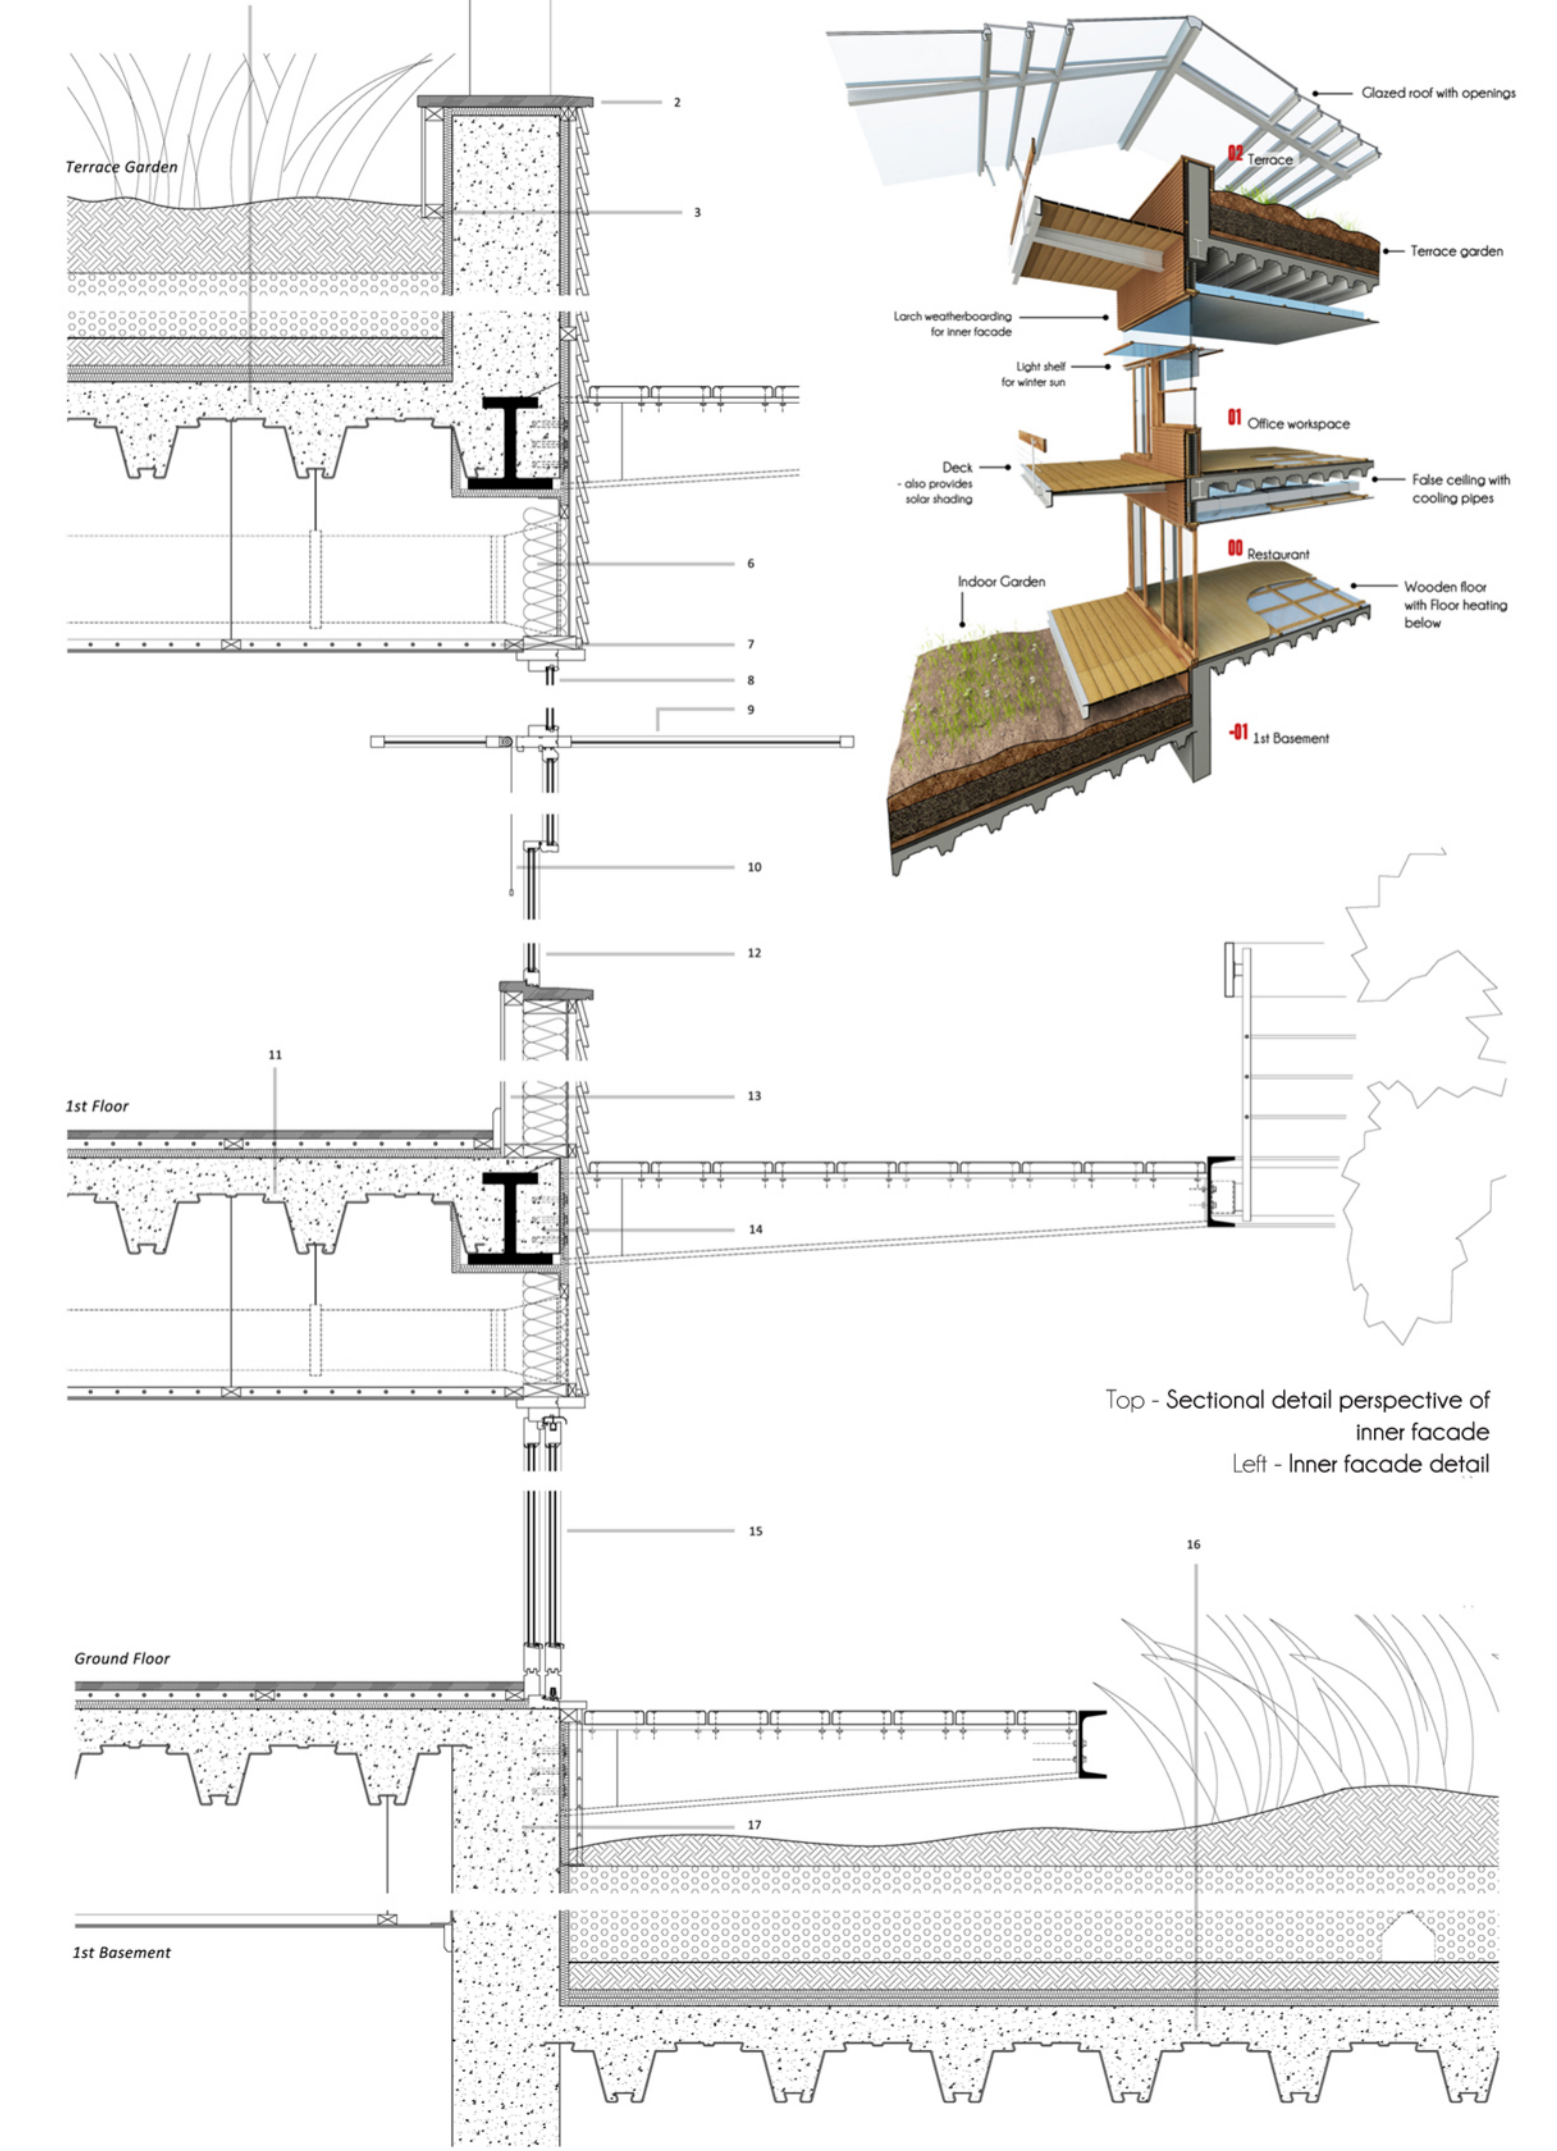 2
Glazed roof with openings
02 Terrace
Terrace Garden
3
Terrace garden
Larch weatherboarding
for inner facade
Light shelf
for winter sun
01 Office workspace
Deck
- also provides
solar shading
False ceiling with
cooling pipes
6
00 Restaurant
Indoor Garden
Wooden floor
with Floor heating
below
7
8
9
-01 1st Basement
10
12
11
1st Floor
13
14
Top - Sectional detail perspective of
inner facade
Left - Inner facade detail
15
16
Ground Floor
17
1st Basement